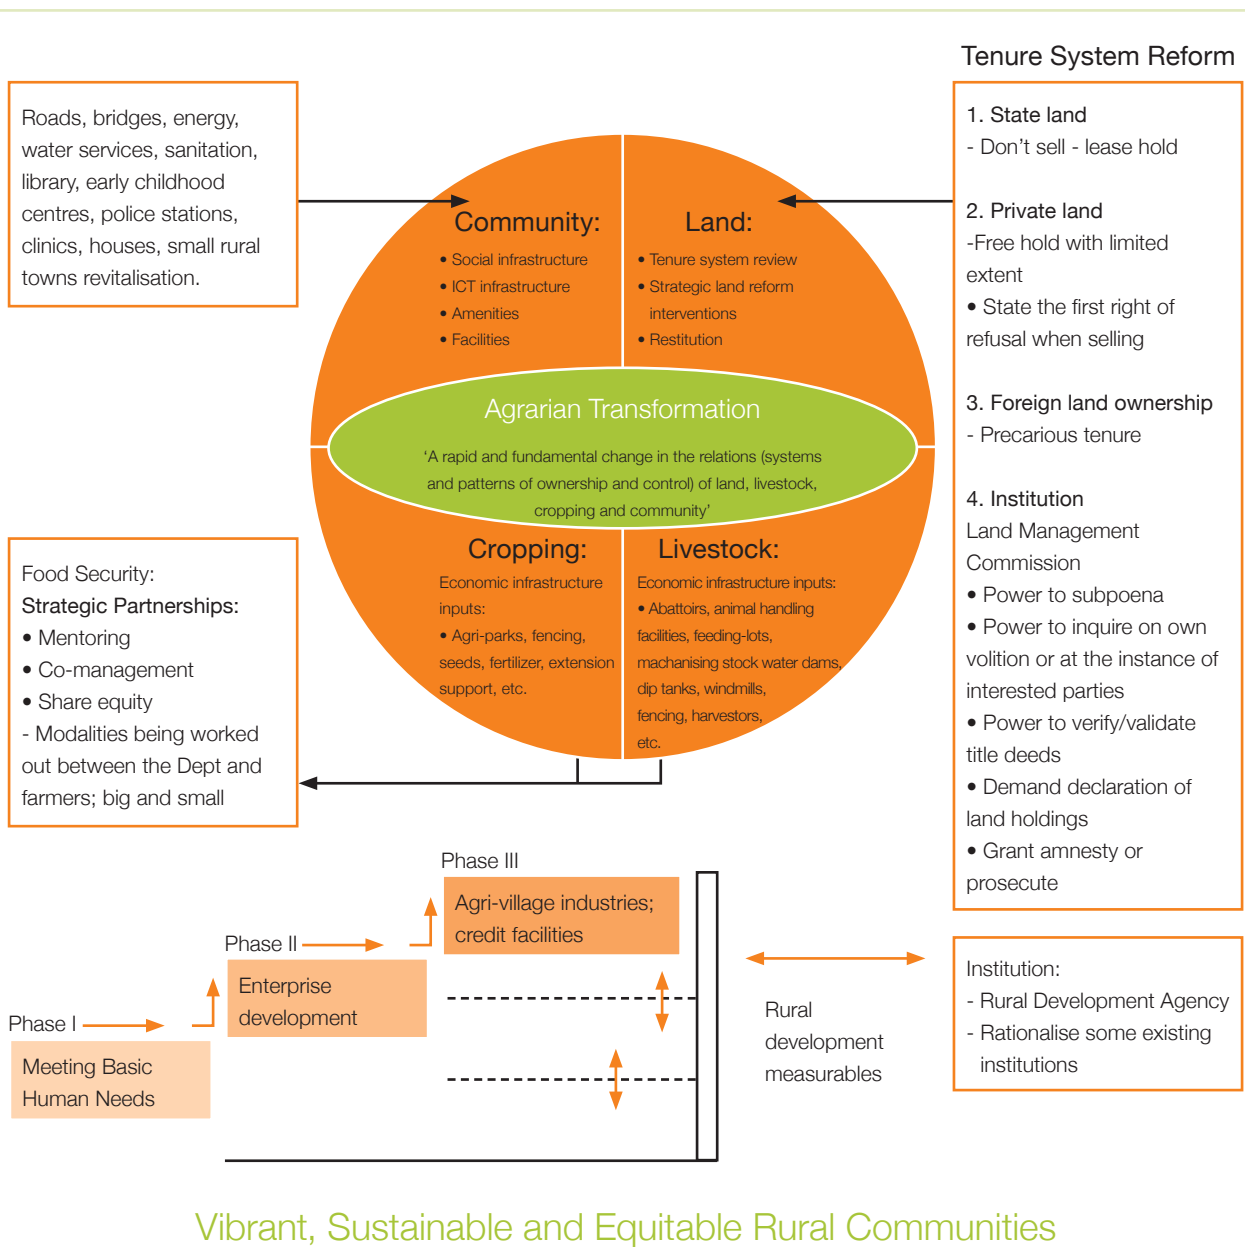 Tenure System Reform
Roads, bridges, energy,
water services, sanitation,
library, early childhood
centres, police stations,
clinics, houses, small rural
towns revitalisation.
Community:
• Social infrastructure
• ICT infrastructure
• Amenities
• Facilities
Land:
• Tenure system review
• Strategic land reform
interventions
• Restitution
Agrarian Transformation
‘A rapid and fundamental change in the relations (systems
and patterns of ownership and control) of land, livestock,
cropping and community’
Cropping:
Economic infrastructure
inputs:
• Agri-parks, fencing,
seeds, fertilizer, extension
support, etc.
Livestock:
Economic infrastructure inputs:
• Abattoirs, animal handling
facilities, feeding-lots,
machanising stock water dams,
dip tanks, windmills,
fencing, harvestors,
etc.
1. State land
- Don’t sell - lease hold
2. Private land
-Free hold with limited
extent
• State the first right of
refusal when selling
3. Foreign land ownership
- Precarious tenure
4. Institution
Land Management
Commission
• Power to subpoena
• Power to inquire on own
volition or at the instance of
interested parties
• Power to verify/validate
title deeds
• Demand declaration of
land holdings
• Grant amnesty or
prosecute
Food Security:
Strategic Partnerships:
• Mentoring
• Co-management
• Share equity
- Modalities being worked
out between the Dept and
farmers; big and small
Phase I
Meeting Basic
Human Needs
Phase II
Enterprise
development
Phase III
Agri-village industries;
credit facilities
Rural
development
measurables
Institution:
- Rural Development Agency
- Rationalise some existing
institutions
Vibrant, Sustainable and Equitable Rural Communities